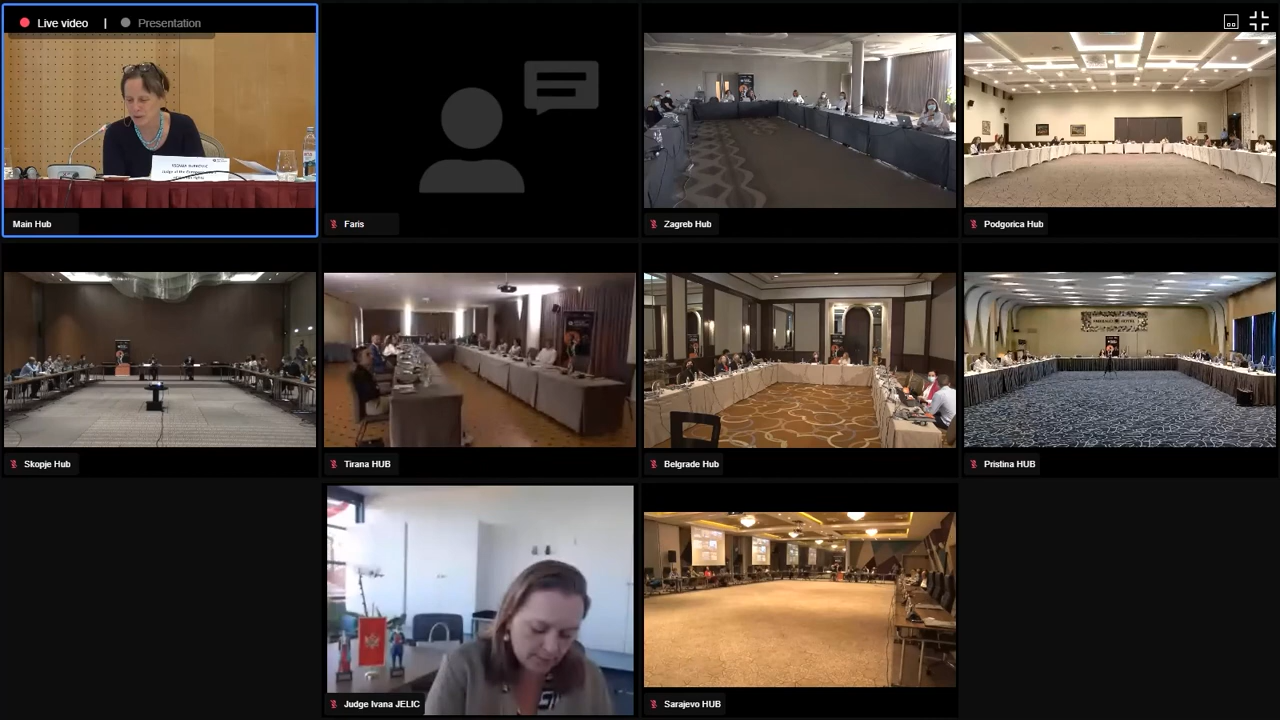 Live video | Presentation
Main Hub
Faris
Zagreb Hub
Podgorica Hub
Skopje Hub
Tirana HUB
Belgrade Hub
Pristina HUB
Judge Ivana JELIC
Sarajevo HUB